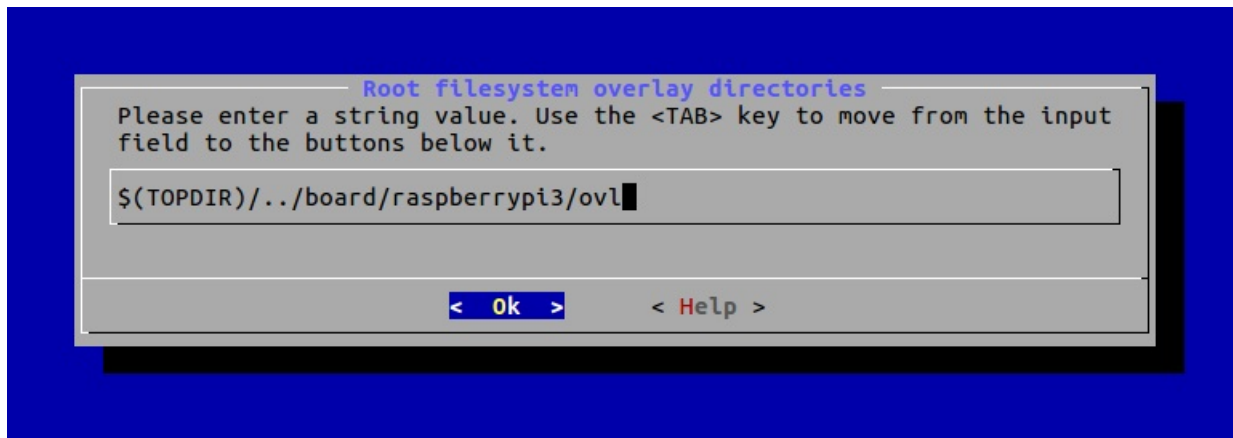 Root filesystem overlay directories
Please enter a string value. Use the <TAB> key to move from the input
field to the buttons below it.
$(TOPDIR)/../board/raspberrypi3/ovl
< Ok > < Help >